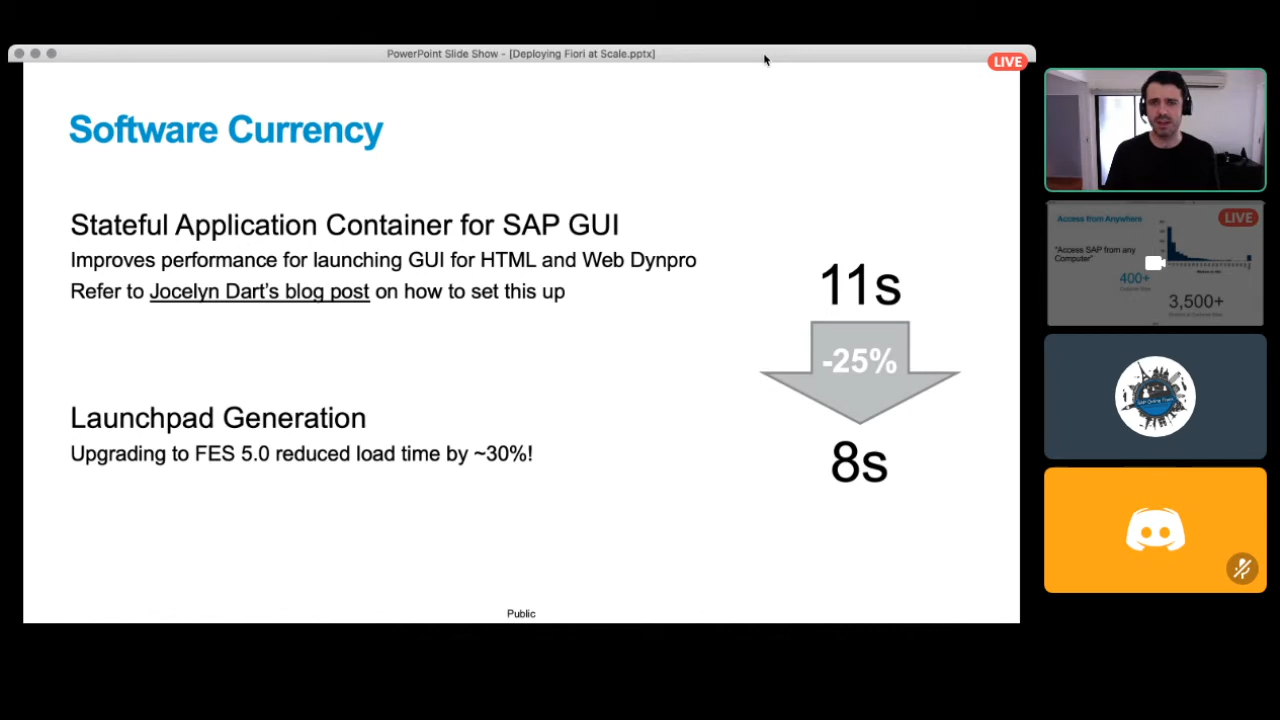 PowerPoint Slide Show - [Deploying Fiori at Scale.pptx]
LIVE
Software Currency
Stateful Application Container for SAP GUI
Improves performance for launching GUI for HTML and Web Dynpro
Refer to Jocelyn Dart's blog post on how to set this up
11s
-25%
8s
Launchpad Generation
Upgrading to FES 5.0 reduced load time by ~30%!
Public
Access from Anywhere
LIVE
"Access SAP from any
Computer"
400+
3,500+